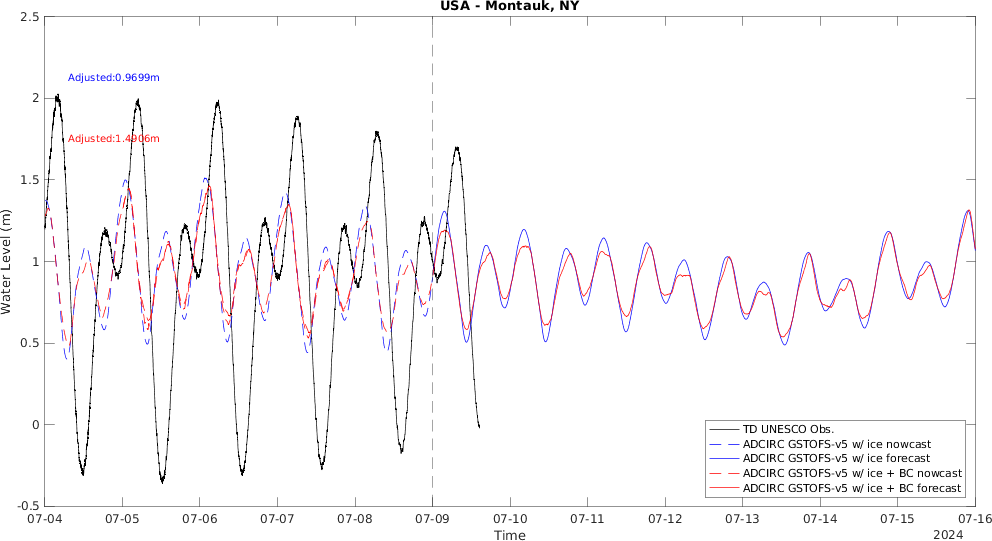 USA - Montauk, NY
Water Level (m)
2.5
2
1.5
1
0.5
0
-0.5
Adjusted:0.9699m
Adjusted:1.4906m
TD UNESCO Obs.
ADCIRC GSTOFS-v5 w/ ice nowcast
ADCIRC GSTOFS-v5 w/ ice forecast
ADCIRC GSTOFS-v5 w/ ice + BC nowcast
ADCIRC GSTOFS-v5 w/ ice + BC forecast
07-04 07-05 07-06 07-07 07-08 07-09 07-10 07-11 07-12 07-13 07-14 07-15 07-16
Time
2024